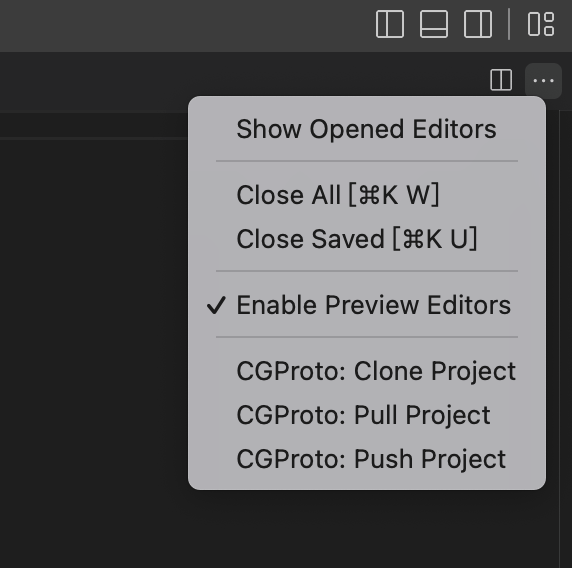 Show Opened Editors
Close All [⌘K W]
Close Saved [⌘K U]
✓ Enable Preview Editors
CGProto: Clone Project
CGProto: Pull Project
CGProto: Push Project